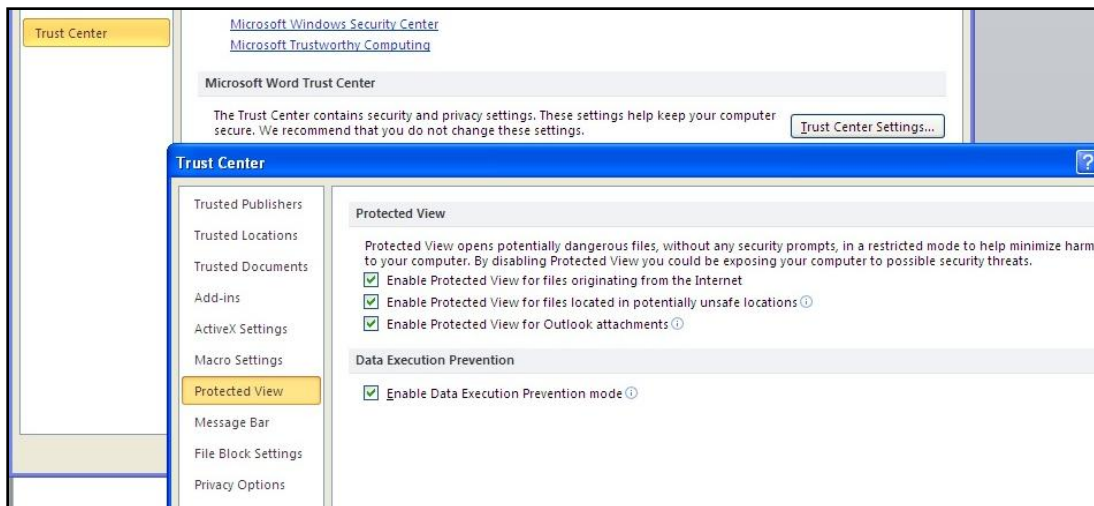 Trust Center
Microsoft Windows Security Center
Microsoft Trustworthy Computing
Microsoft Word Trust Center
The Trust Center contains security and privacy settings. These settings help keep your computer
secure. We recommend that you do not change these settings.
Trust Center Settings...
Trust Center
?
Trusted Publishers
Trusted Locations
Trusted Documents
Add-ins
ActiveX Settings
Macro Settings
Protected View
Message Bar
File Block Settings
Privacy Options
Protected View
Protected View opens potentially dangerous files, without any security prompts, in a restricted mode to help minimize harm
to your computer. By disabling Protected View you could be exposing your computer to possible security threats.
Enable Protected View for files originating from the Internet
Enable Protected View for files located in potentially unsafe locations
Enable Protected View for Outlook attachments
Data Execution Prevention
Enable Data Execution Prevention mode